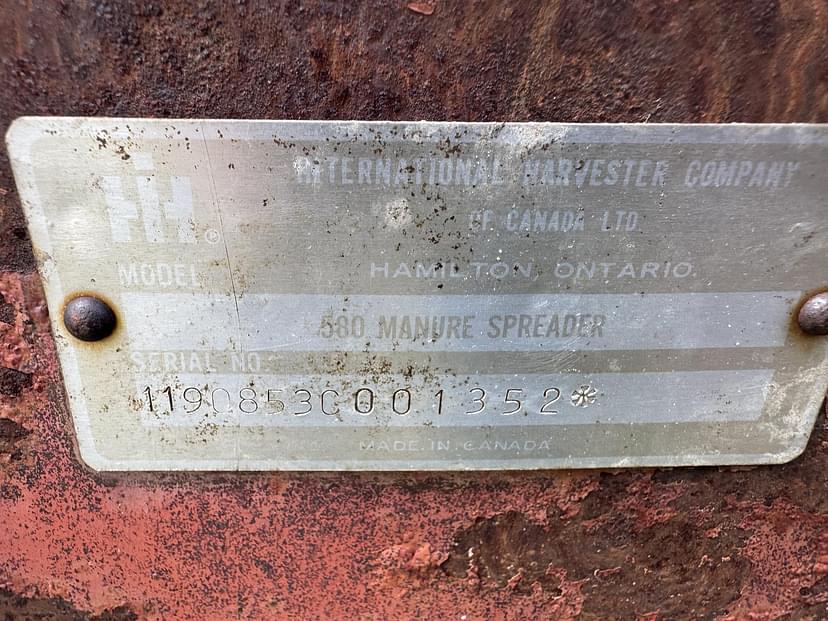 IH®
INTERNATIONAL HARVESTER COMPANY
OF CANADA LTD
MODEL
HAMILTON, ONTARIO.
580 MANURE SPREADER
SERIAL NO.
1190853C001352*
MADE IN CANADA